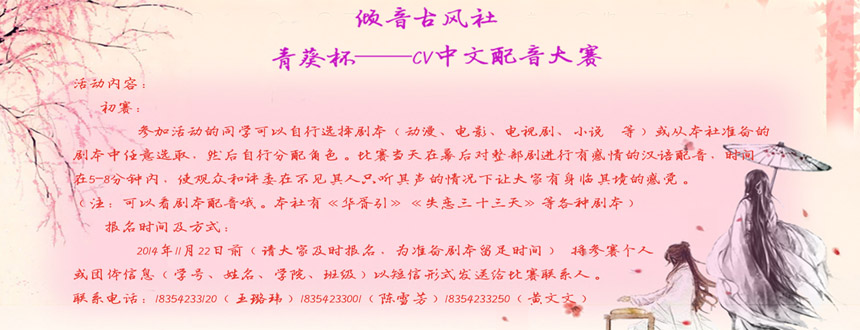 倾音古风社
青葵杯——CV中文配音大赛
活动内容：
初赛：
参加活动的同学可以自行选择剧本（动漫、电影、电视剧、小说 等）或从本社准备的
剧本中任意选取，然后自行分配角色。比赛当天在幕后对整部剧进行有感情的汉语配音，时间
在5-8分钟内，使观众和评委在不见其人只听其声的情况下让大家有身临其境的感觉。
（注：可以看剧本配音哦。本社有《华胥引》《失恋三十三天》等各种剧本）
报名时间及方式：
2014年11月22日前（请大家及时报名，为准备剧本留足时间） 将参赛个人
或团体信息（学号、姓名、学院、班级）以短信形式发送给比赛联系人。
联系电话：18354233120（王璐玮）18354233001（陈雪芳）18354233250（黄文文）